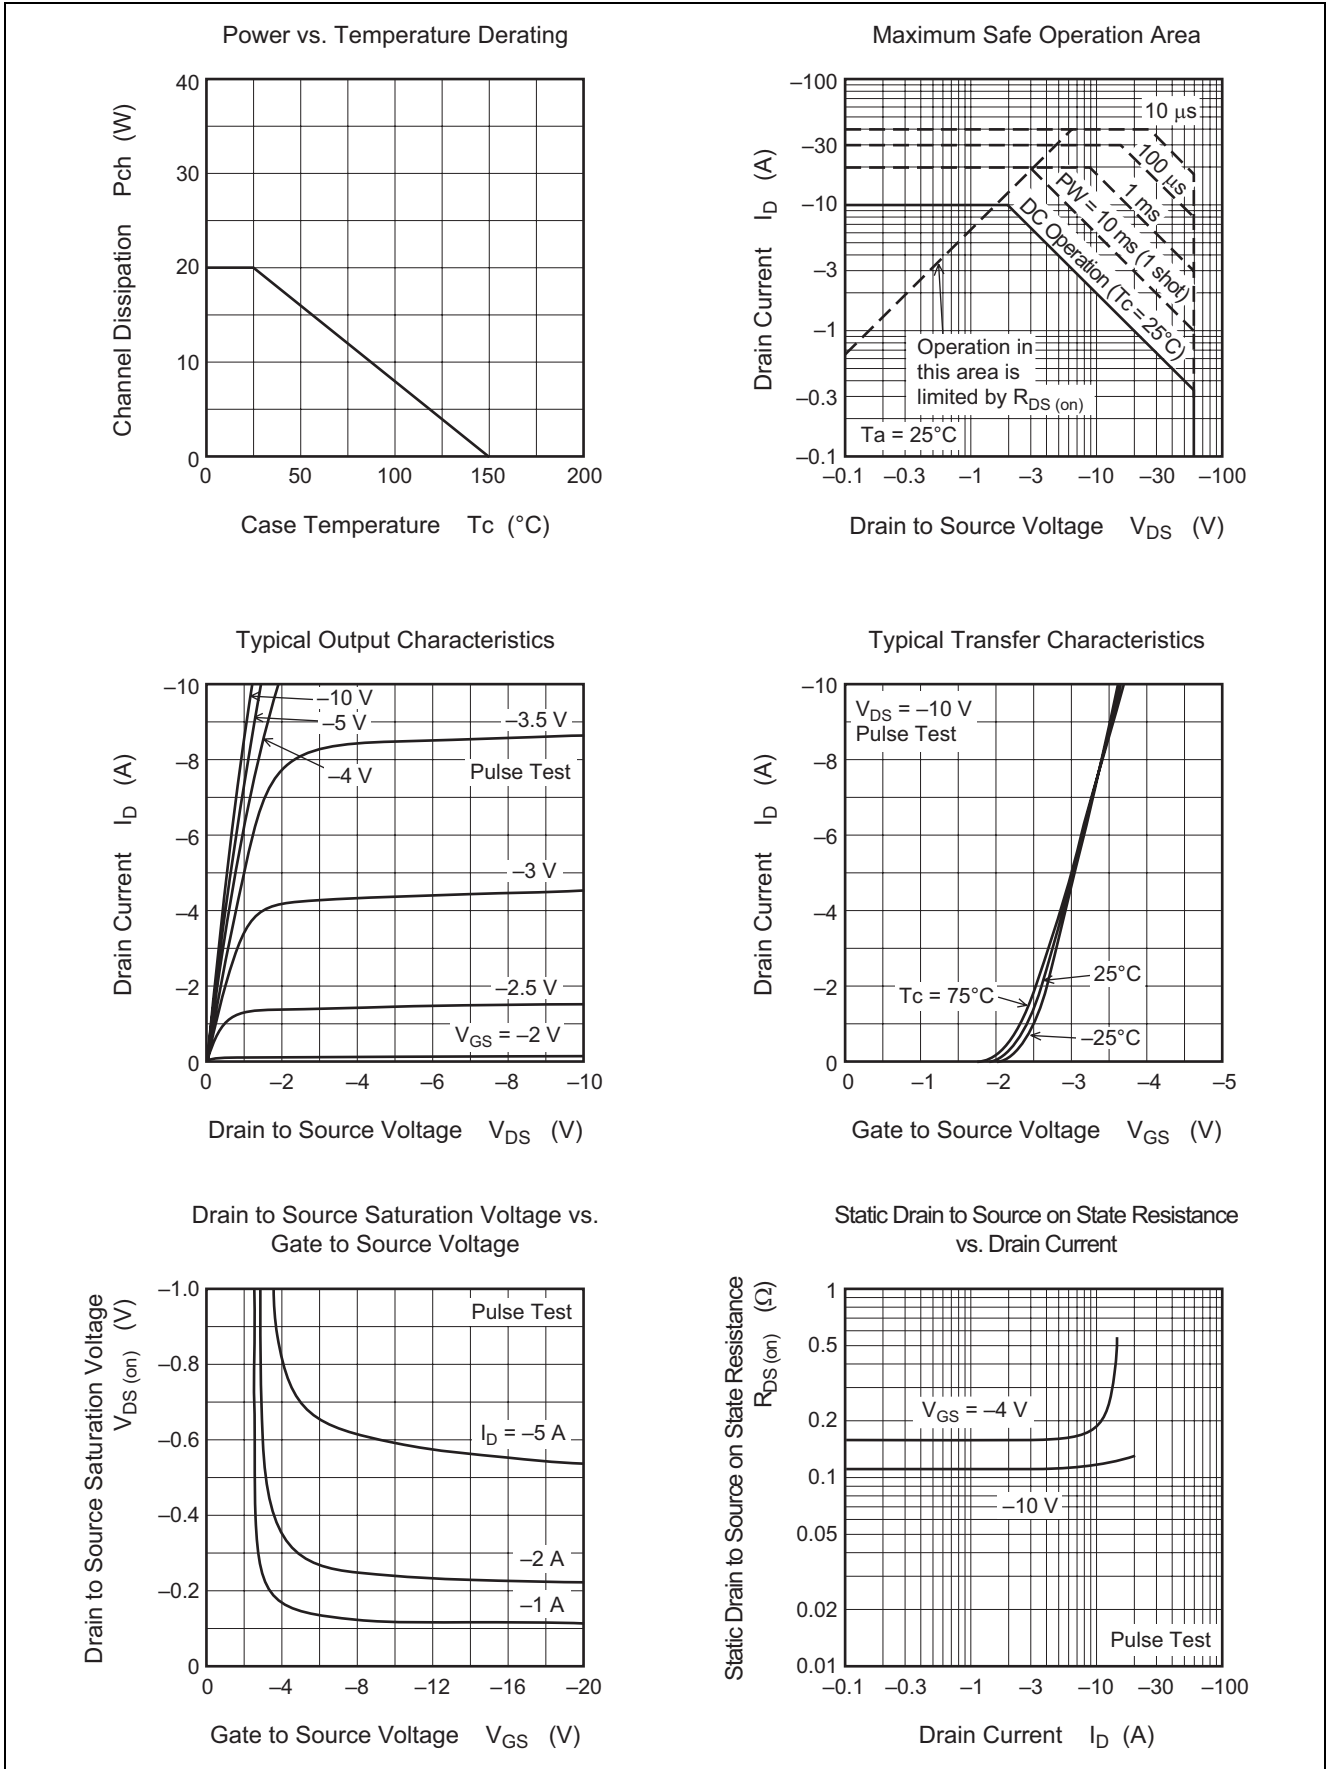 Power vs. Temperature Derating
Channel Dissipation Pch (W)
40
30
20
10
0
0 50 100 150 200
Case Temperature Tc (°C)
Maximum Safe Operation Area
Drain Current I_D (A)
–100
–30
–10
–3
–1
–0.3
–0.1
10 μs
100 μs
1 ms
PW = 10 ms (1 shot)
DC Operation (Tc = 25°C)
Operation in
this area is
limited by R_DS (on)
Ta = 25°C
–0.1 –0.3 –1 –3 –10 –30 –100
Drain to Source Voltage V_DS (V)
Typical Output Characteristics
Drain Current I_D (A)
–10
–8
–6
–4
–2
0
–10 V
–5 V
–4 V
–3.5 V
Pulse Test
–3 V
–2.5 V
V_GS = –2 V
0 –2 –4 –6 –8 –10
Drain to Source Voltage V_DS (V)
Typical Transfer Characteristics
Drain Current I_D (A)
–10
–8
–6
–4
–2
0
V_DS = –10 V
Pulse Test
25°C
Tc = 75°C
–25°C
0 –1 –2 –3 –4 –5
Gate to Source Voltage V_GS (V)
Drain to Source Saturation Voltage vs.
Gate to Source Voltage
Drain to Source Saturation Voltage
V_DS (on) (V)
–1.0
–0.8
–0.6
–0.4
–0.2
0
Pulse Test
I_D = –5 A
–2 A
–1 A
0 –4 –8 –12 –16 –20
Gate to Source Voltage V_GS (V)
Static Drain to Source on State Resistance
vs. Drain Current
Static Drain to Source on State Resistance
R_DS (on) (Ω)
1
0.5
0.2
0.1
0.05
0.02
0.01
V_GS = –4 V
–10 V
Pulse Test
–0.1 –0.3 –1 –3 –10 –30 –100
Drain Current I_D (A)